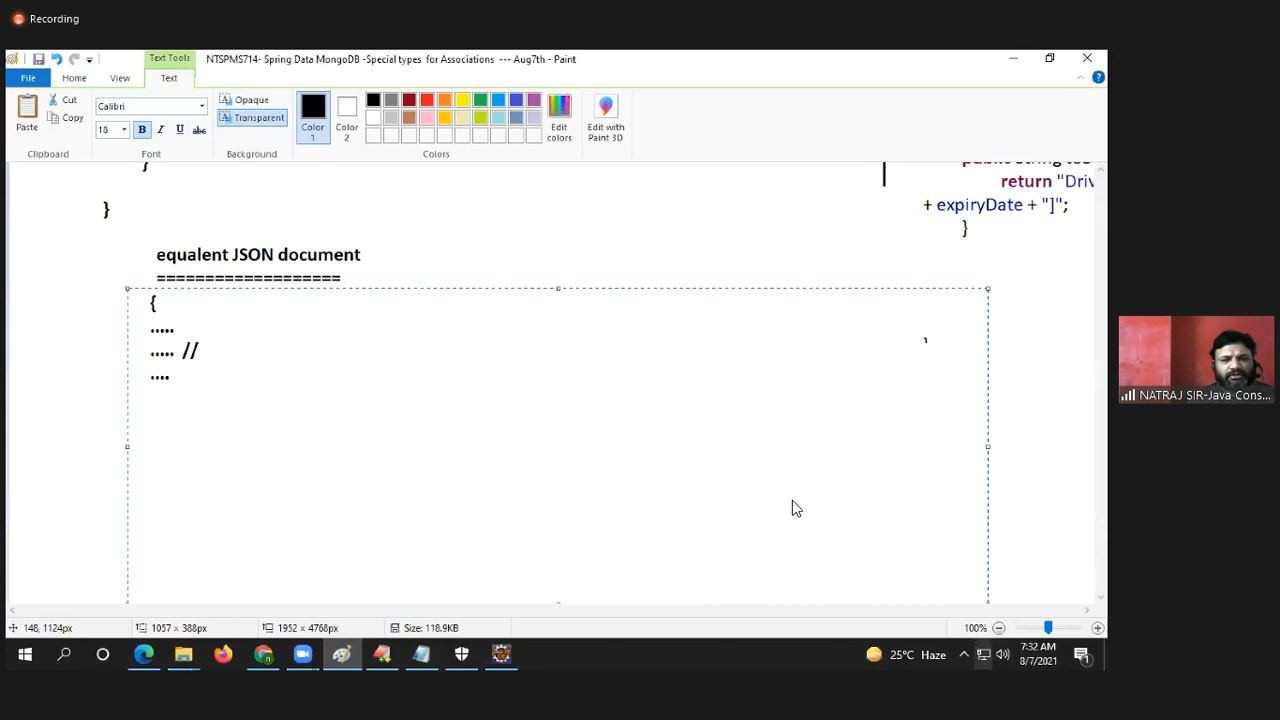 Recording
Text Tools
NTSPMS714- Spring Data MongoDB -Special types for Associations --- Aug7th - Paint
File Home View Text
Paste
Cut
Copy
Clipboard
Calibri
18
B I U abc
Font
Opaque
Transparent
Background
Color 1
Color 2
Edit colors
Colors
Edit with Paint 3D
}
}
return "Driv
+ expiryDate + "]";
}
equalent JSON document
===================
{
.....
..... //
....
NATRAJ SIR-Java Cons...
148, 1124px
1057 × 388px
1952 × 4768px
Size: 118.9KB
100%
25°C Haze
7:32 AM
8/7/2021
1